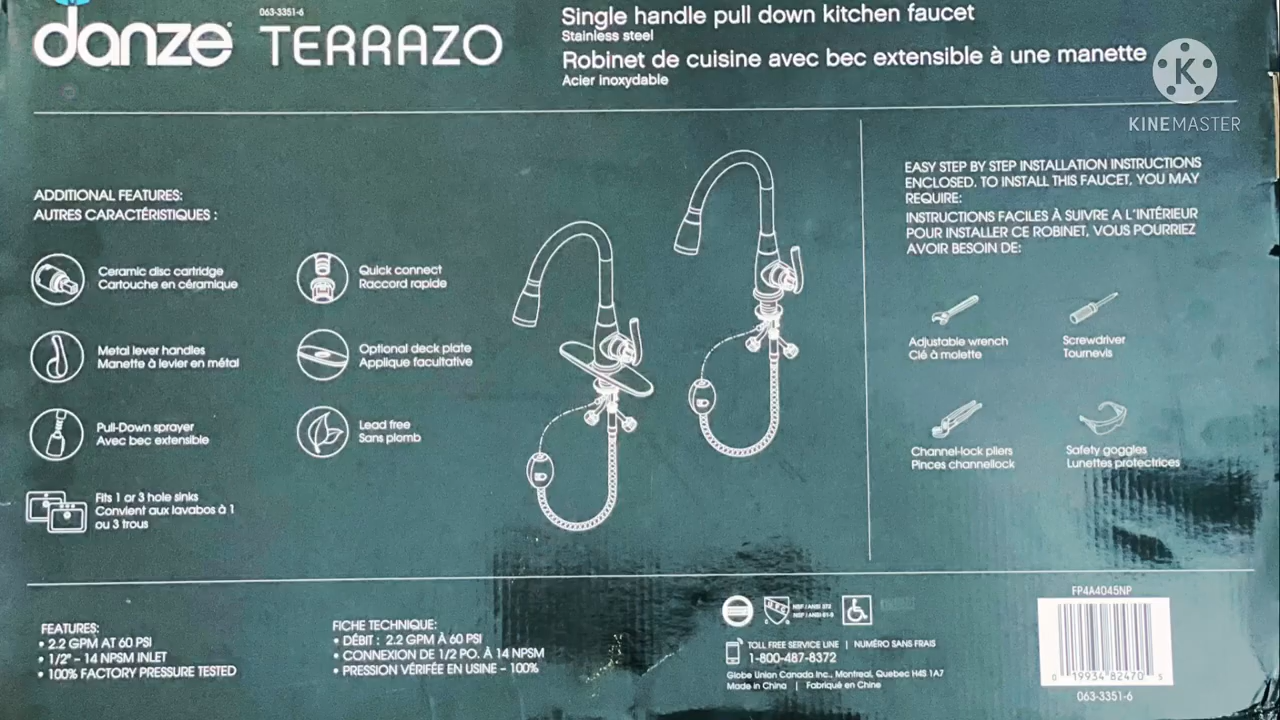 danze
063-3351-6
TERRAZO
Single handle pull down kitchen faucet
Stainless steel
Robinet de cuisine avec bec extensible à une manette
Acier inoxydable
K
KINEMASTER
ADDITIONAL FEATURES:
AUTRES CARACTÉRISTIQUES :
Ceramic disc cartridge
Cartouche en céramique
Quick connect
Raccord rapide
Metal lever handles
Manette à levier en métal
Optional deck plate
Applique facultative
Pull-Down sprayer
Avec bec extensible
Lead free
Sans plomb
Fits 1 or 3 hole sinks
Convient aux lavabos à 1
ou 3 trous
EASY STEP BY STEP INSTALLATION INSTRUCTIONS
ENCLOSED. TO INSTALL THIS FAUCET, YOU MAY
REQUIRE:
INSTRUCTIONS FACILES À SUIVRE A L'INTÉRIEUR
POUR INSTALLER CE ROBINET, VOUS POURRIEZ
AVOIR BESOIN DE:
Adjustable wrench
Clé à molette
Screwdriver
Tournevis
Channel-lock pliers
Pinces channellock
Safety goggles
Lunettes protectrices
FEATURES:
• 2.2 GPM AT 60 PSI
• 1/2" - 14 NPSM INLET
• 100% FACTORY PRESSURE TESTED
FICHE TECHNIQUE:
• DÉBIT : 2.2 GPM À 60 PSI
• CONNEXION DE 1/2 PO. À 14 NPSM
• PRESSION VÉRIFÉE EN USINE - 100%
NSF / ANSI 372
NSF / ANSI 61-9
TOLL FREE SERVICE LINE | NUMÉRO SANS FRAIS
1-800-487-8372
Globe Union Canada Inc., Montreal, Quebec H4S 1A7
Made in China | Fabriqué en Chine
FP4A4045NP
0 19934 82470 5
063-3351-6